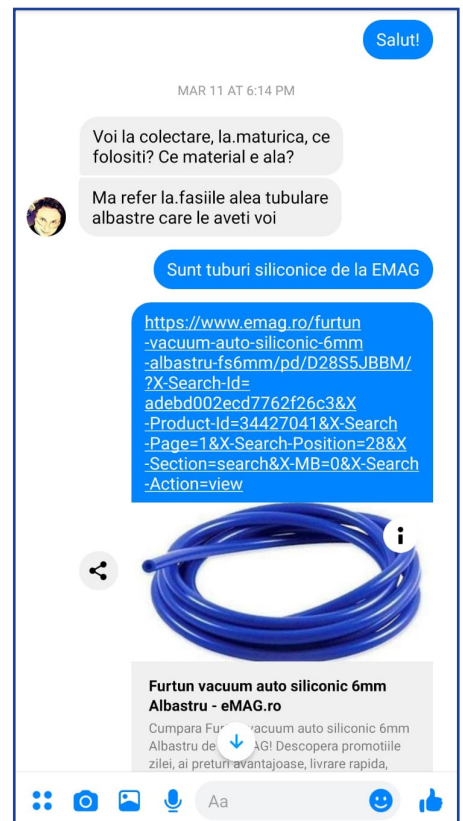 Salut!
MAR 11 AT 6:14 PM
Voi la colectare, la.maturica, ce
folositi? Ce material e ala?
Ma refer la.fasiile alea tubulare
albastre care le aveti voi
Sunt tuburi siliconice de la EMAG
https://www.emag.ro/furtun
-vacuum-auto-siliconic-6mm
-albastru-fs6mm/pd/D28S5JBBM/
?X-Search-Id=
adebd002ecd7762f26c3&X
-Product-Id=34427041&X-Search
-Page=1&X-Search-Position=28&X
-Section=search&X-MB=0&X-Search
-Action=view
Furtun vacuum auto siliconic 6mm
Albastru - eMAG.ro
Cumpara auto siliconic 6mm
Albastru de Descopera promotiile
zilei, ai preturi avantajoase, livrare rapida,
Aa